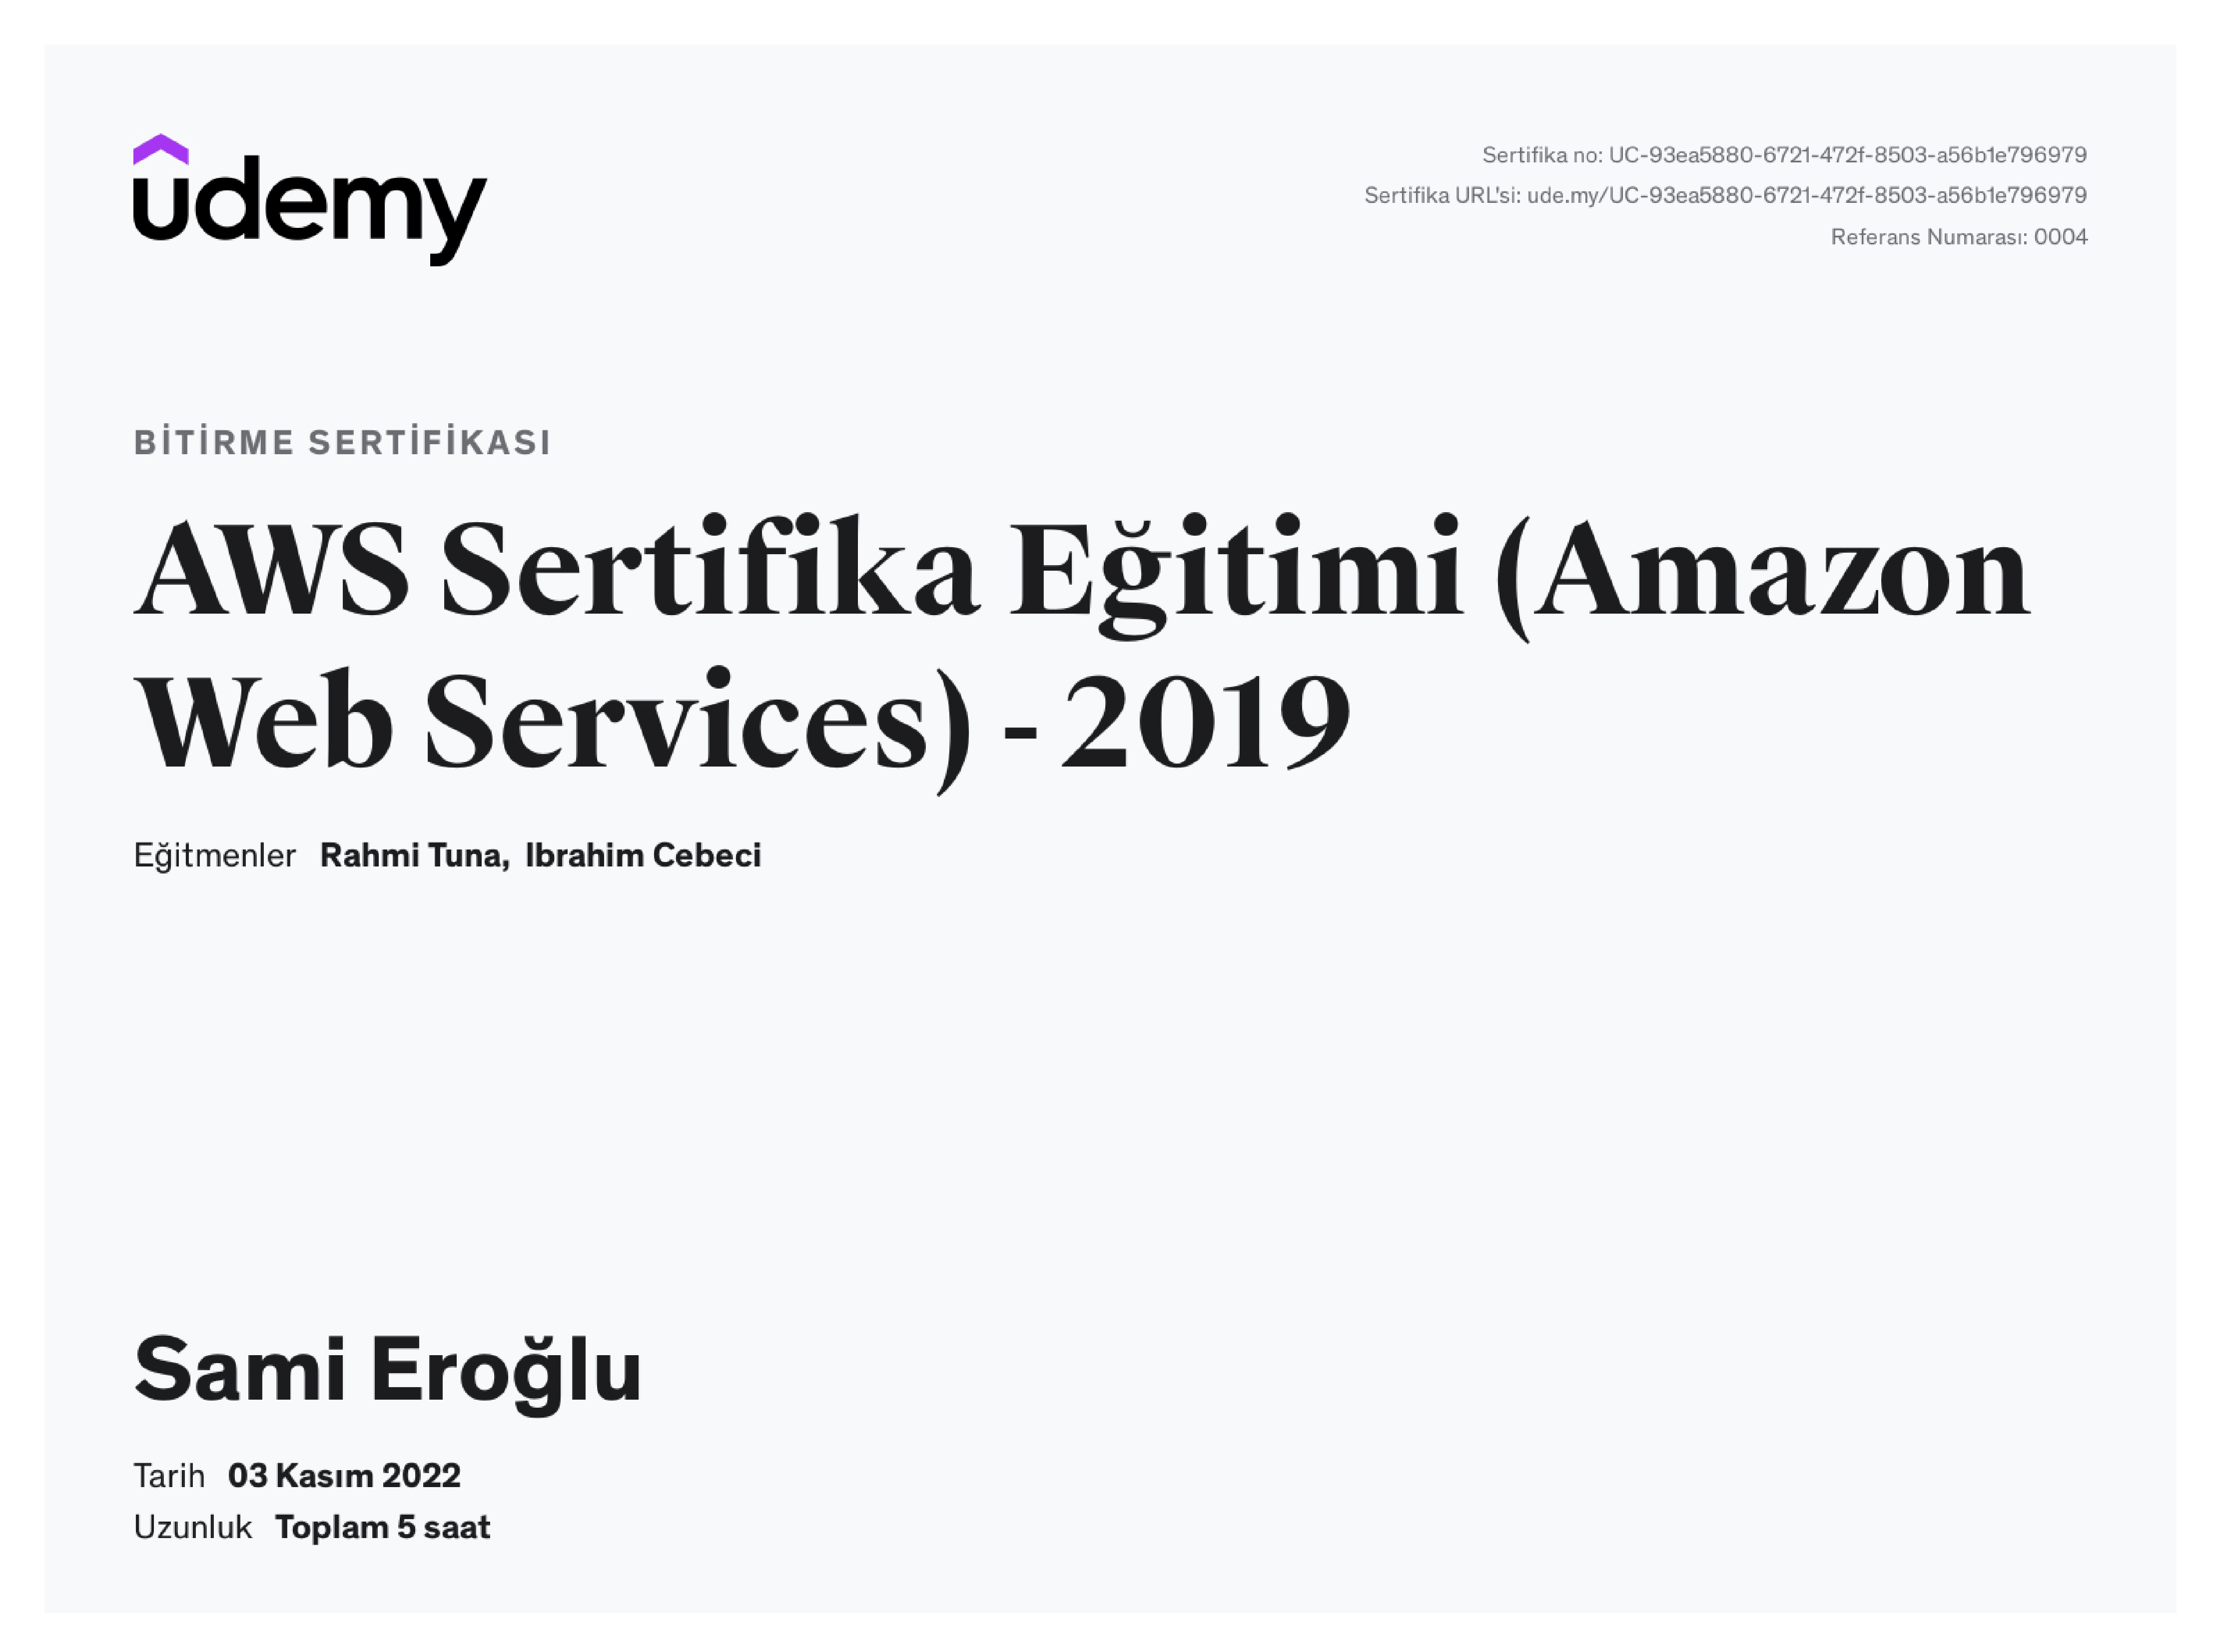 udemy
Sertifika no: UC-93ea5880-6721-472f-8503-a56b1e796979
Sertifika URL'si: ude.my/UC-93ea5880-6721-472f-8503-a56b1e796979
Referans Numarası: 0004
BİTİRME SERTİFİKASI
AWS Sertifika Eğitimi (Amazon
Web Services) - 2019
Eğitmenler Rahmi Tuna, Ibrahim Cebeci
Sami Eroğlu
Tarih 03 Kasım 2022
Uzunluk Toplam 5 saat